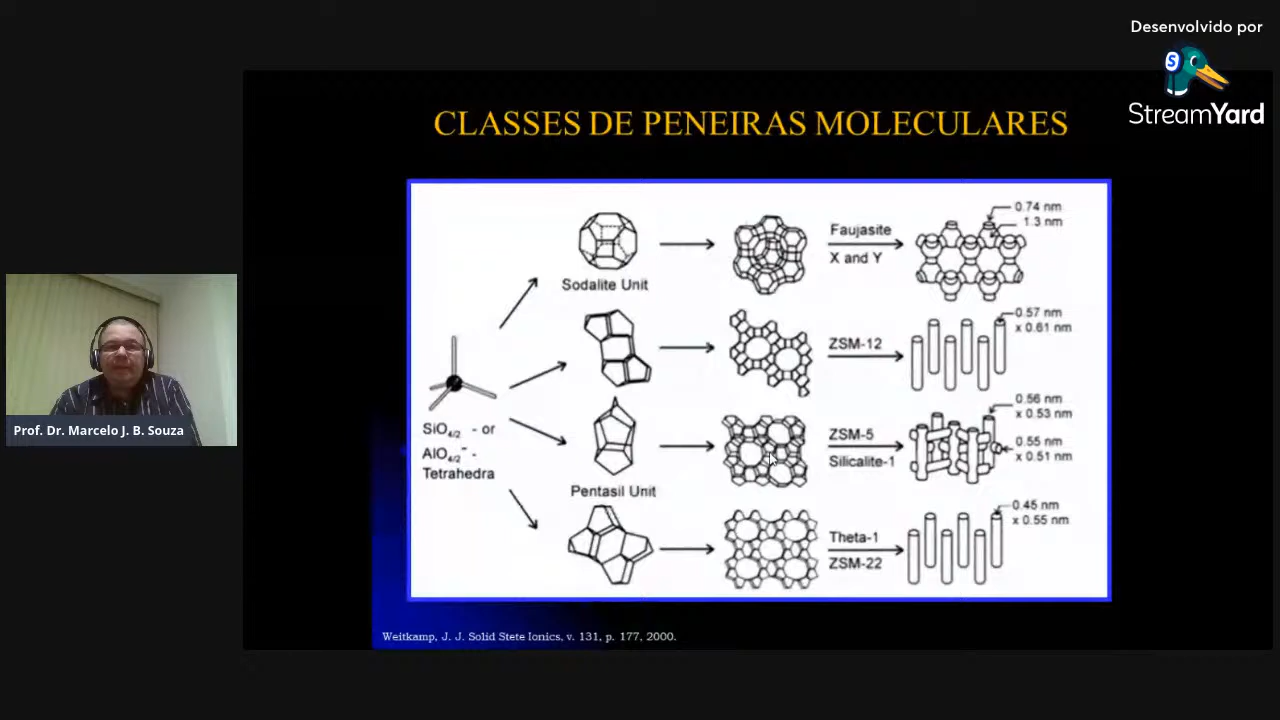 Desenvolvido por
S
StreamYard
CLASSES DE PENEIRAS MOLECULARES
0.74 nm
1.3 nm
Faujasite
X and Y
Sodalite Unit
0.57 nm
x 0.61 nm
ZSM-12
SiO4/2 - or
AlO4/2⁻ -
Tetrahedra
0.56 nm
x 0.53 nm
ZSM-5
Silicalite-1
0.55 nm
x 0.51 nm
Pentasil Unit
0.45 nm
x 0.55 nm
Theta-1
ZSM-22
Prof. Dr. Marcelo J. B. Souza
Weitkamp, J. J. Solid Stete Ionics, v. 131, p. 177, 2000.